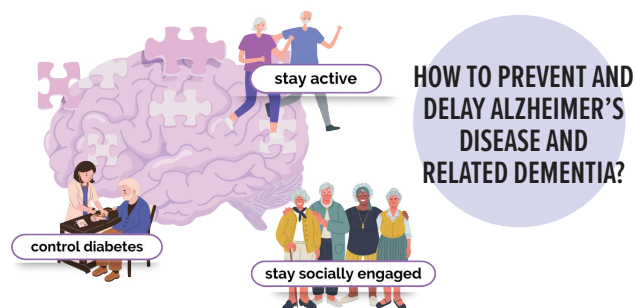 stay active
HOW TO PREVENT AND
DELAY ALZHEIMER'S
DISEASE AND
RELATED DEMENTIA?
control diabetes
stay socially engaged